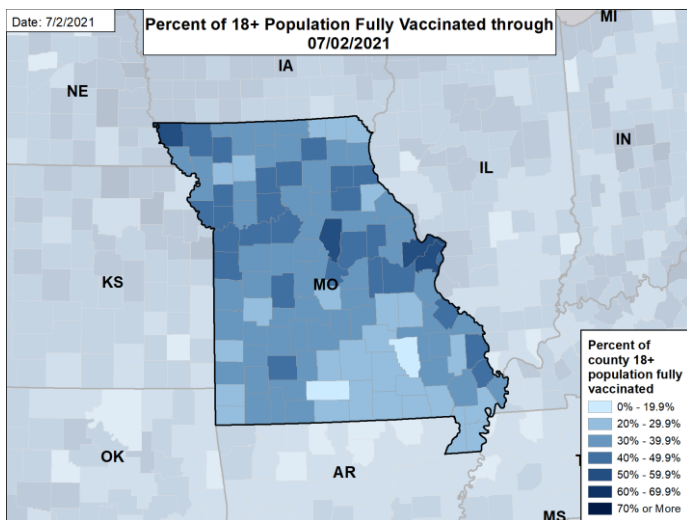 Date: 7/2/2021
Percent of 18+ Population Fully Vaccinated through
07/02/2021
MI
IA
NE
IN
IL
KS
MO
OK
AR
MS
Percent of
county 18+
population fully
vaccinated
0% - 19.9%
20% - 29.9%
30% - 39.9%
40% - 49.9%
50% - 59.9%
60% - 69.9%
70% or More